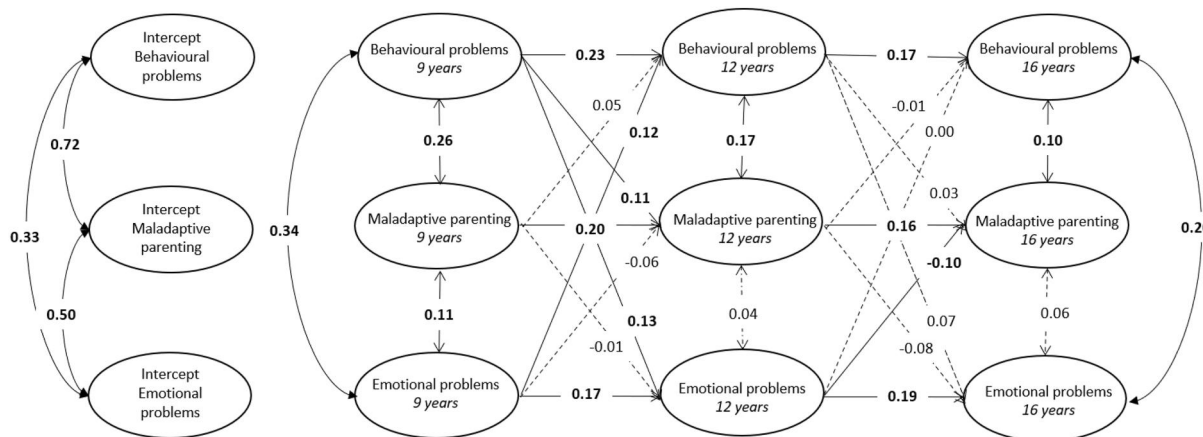 Intercept
Behavioural
problems
0.72
Intercept
Maladaptive
parenting
0.33
0.50
Intercept
Emotional
problems
Behavioural problems
9 years
0.23
Behavioural problems
12 years
0.17
Behavioural problems
16 years
0.05
0.12
-0.01
0.00
0.26
0.17
0.10
0.11
0.03
0.34
Maladaptive parenting
9 years
0.20
Maladaptive parenting
12 years
0.16
Maladaptive parenting
16 years
-0.06
-0.10
0.11
0.13
-0.01
0.04
0.07
-0.08
0.06
Emotional problems
9 years
0.17
Emotional problems
12 years
0.19
Emotional problems
16 years